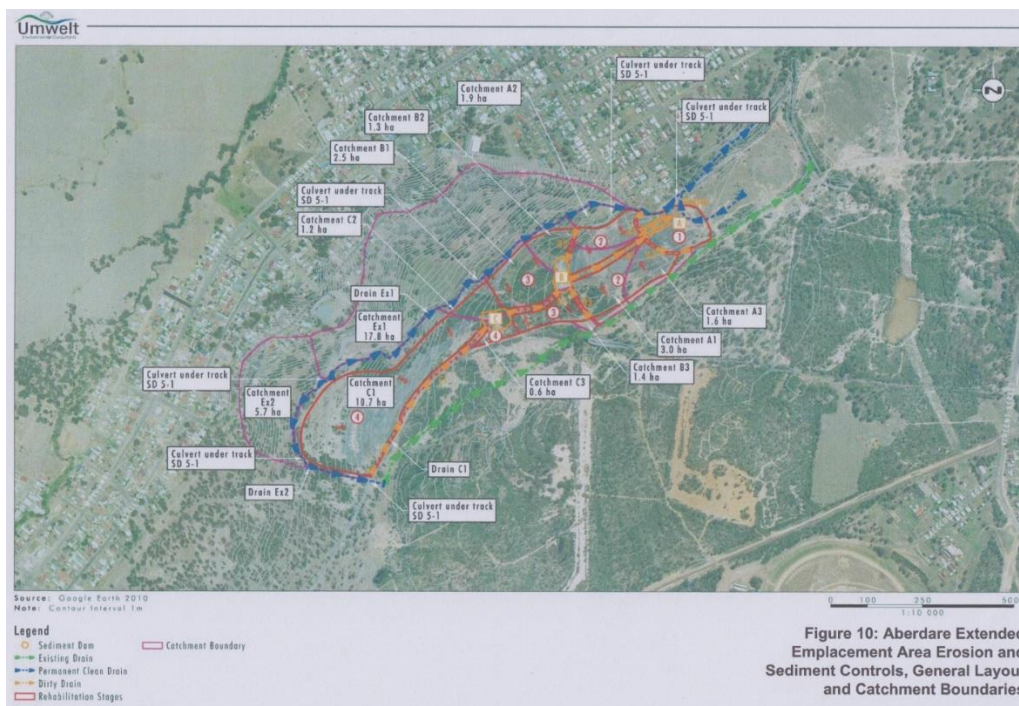 Umwelt
Culvert under track
SD 5-1
Catchment A2
1.9 ha
Culvert under track
SD 5-1
Catchment B2
1.3 ha
Catchment B1
2.5 ha
Culvert under track
SD 5-1
Catchment C2
1.2 ha
Drain Ex1
Catchment
Ex1
17.8 ha
Culvert under track
SD 5-1
Catchment
Ex2
5.7 ha
Catchment
C1
10.7 ha
Culvert under track
SD 5-1
Drain Ex2
Drain C1
Culvert under track
SD 5-1
Catchment C3
0.6 ha
Catchment B3
1.4 ha
Catchment A1
3.0 ha
Catchment A3
1.6 ha
A
1
2
B
2
3
3
C
4
4
Z
Source: Google Earth 2010
Note: Contour Interval 1m
0 100 250 500
1:10 000
Legend
Sediment Dam
Existing Drain
Permanent Clean Drain
Dirty Drain
Rehabilitation Stages
Catchment Boundary
Figure 10: Aberdare Extended
Emplacement Area Erosion and
Sediment Controls, General Layout
and Catchment Boundaries